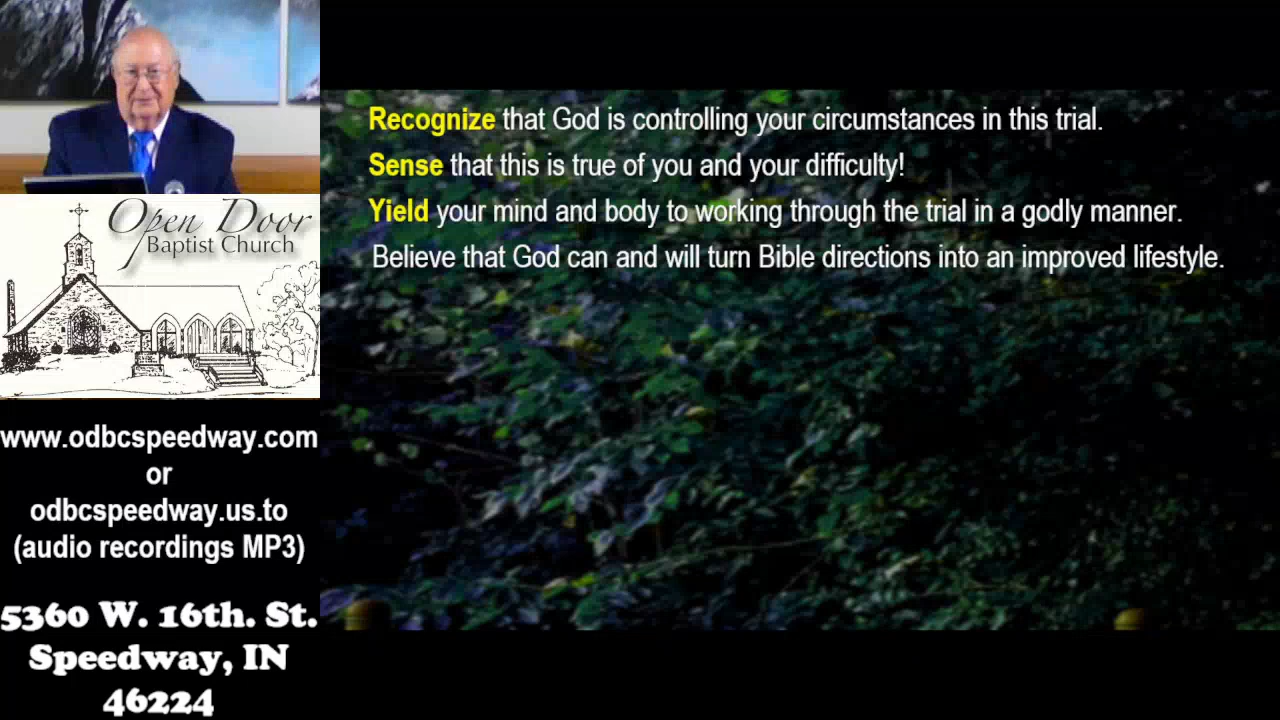 Recognize that God is controlling your circumstances in this trial.
Sense that this is true of you and your difficulty!
Yield your mind and body to working through the trial in a godly manner.
Believe that God can and will turn Bible directions into an improved lifestyle.
Open Door
Baptist Church
www.odbcspeedway.com
or
odbcspeedway.us.to
(audio recordings MP3)
5360 W. 16th. St.
Speedway, IN
46224